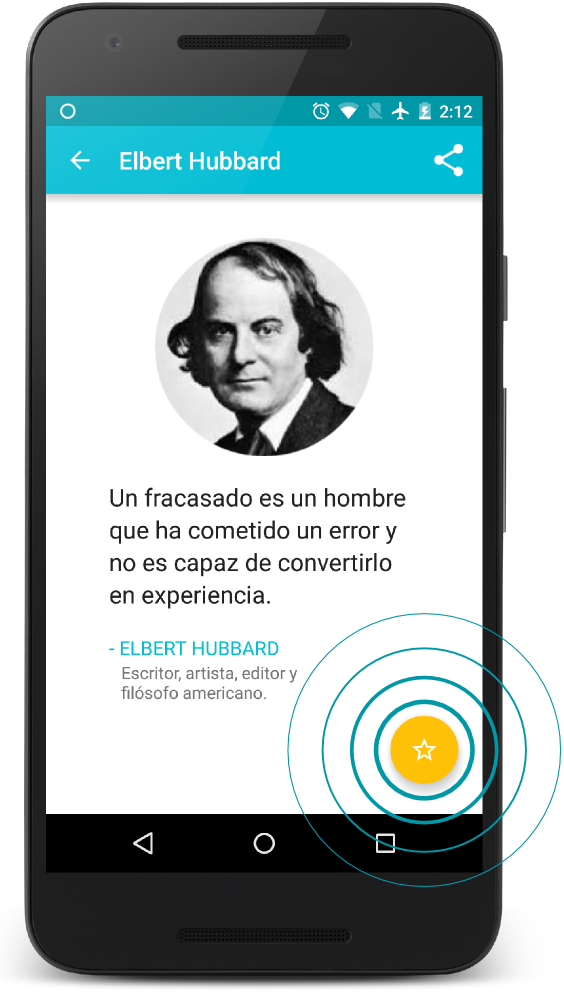 2:12
Elbert Hubbard
Un fracasado es un hombre
que ha cometido un error y
no es capaz de convertirlo
en experiencia.
- ELBERT HUBBARD
Escritor, artista, editor y
filósofo americano.